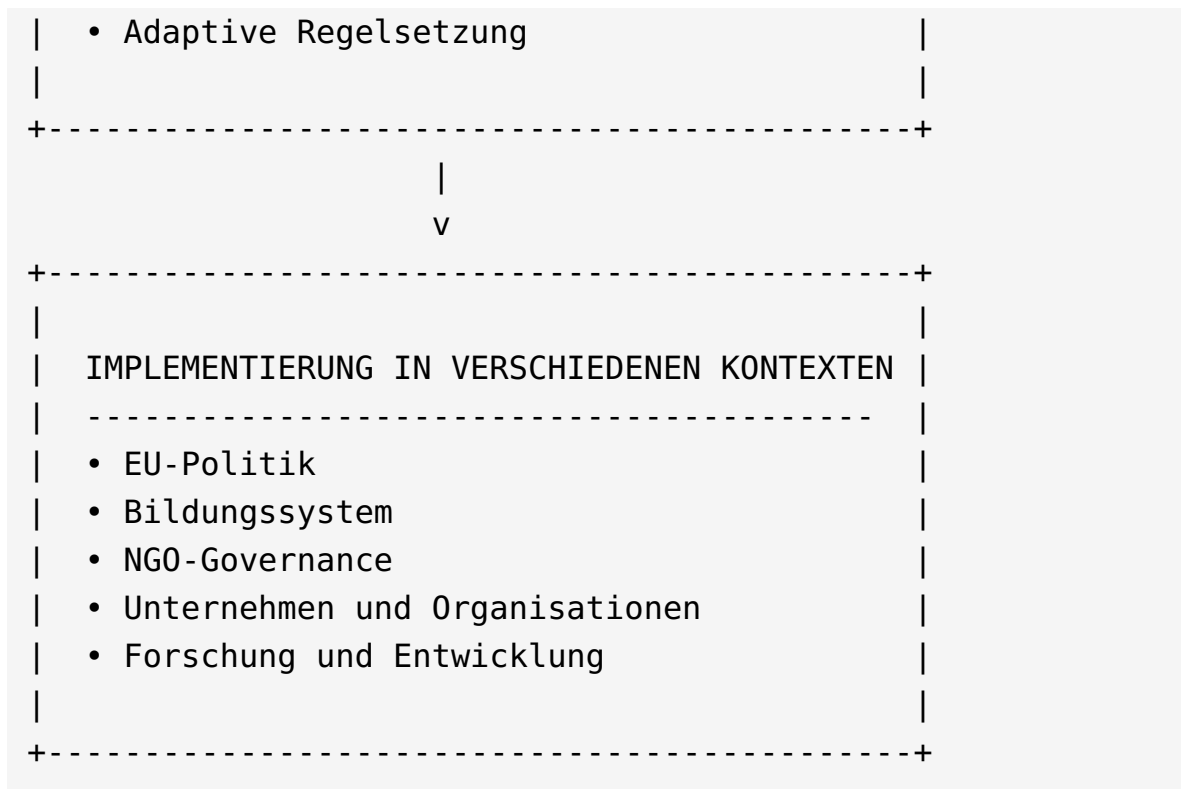 |  • Adaptive Regelsetzung                    |
|                                             |
+---------------------------------------------+
|
v
+---------------------------------------------+
|                                             |
|  IMPLEMENTIERUNG IN VERSCHIEDENEN KONTEXTEN |
|  -----------------------------------------  |
|  • EU-Politik                               |
|  • Bildungssystem                           |
|  • NGO-Governance                           |
|  • Unternehmen und Organisationen           |
|  • Forschung und Entwicklung                |
|                                             |
+---------------------------------------------+